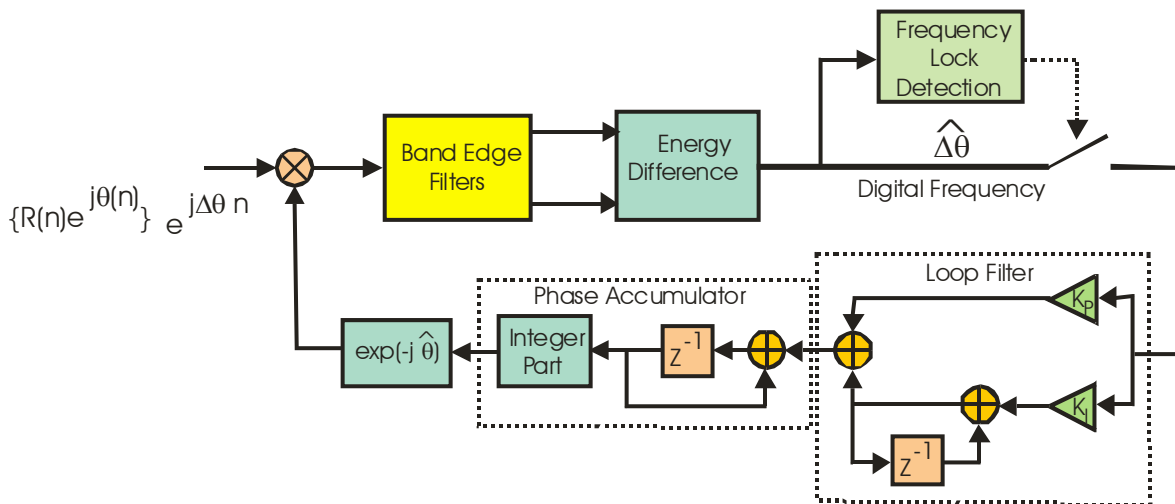 Frequency
Lock
Detection
Band Edge
Filters
Energy
Difference
Δ̂θ
Digital Frequency
{R(n)e^{jθ(n)}} e^{jΔθ n}
Loop Filter
Phase Accumulator
K_P
exp(-j θ̂)
Integer
Part
Z^{-1}
K_I
Z^{-1}